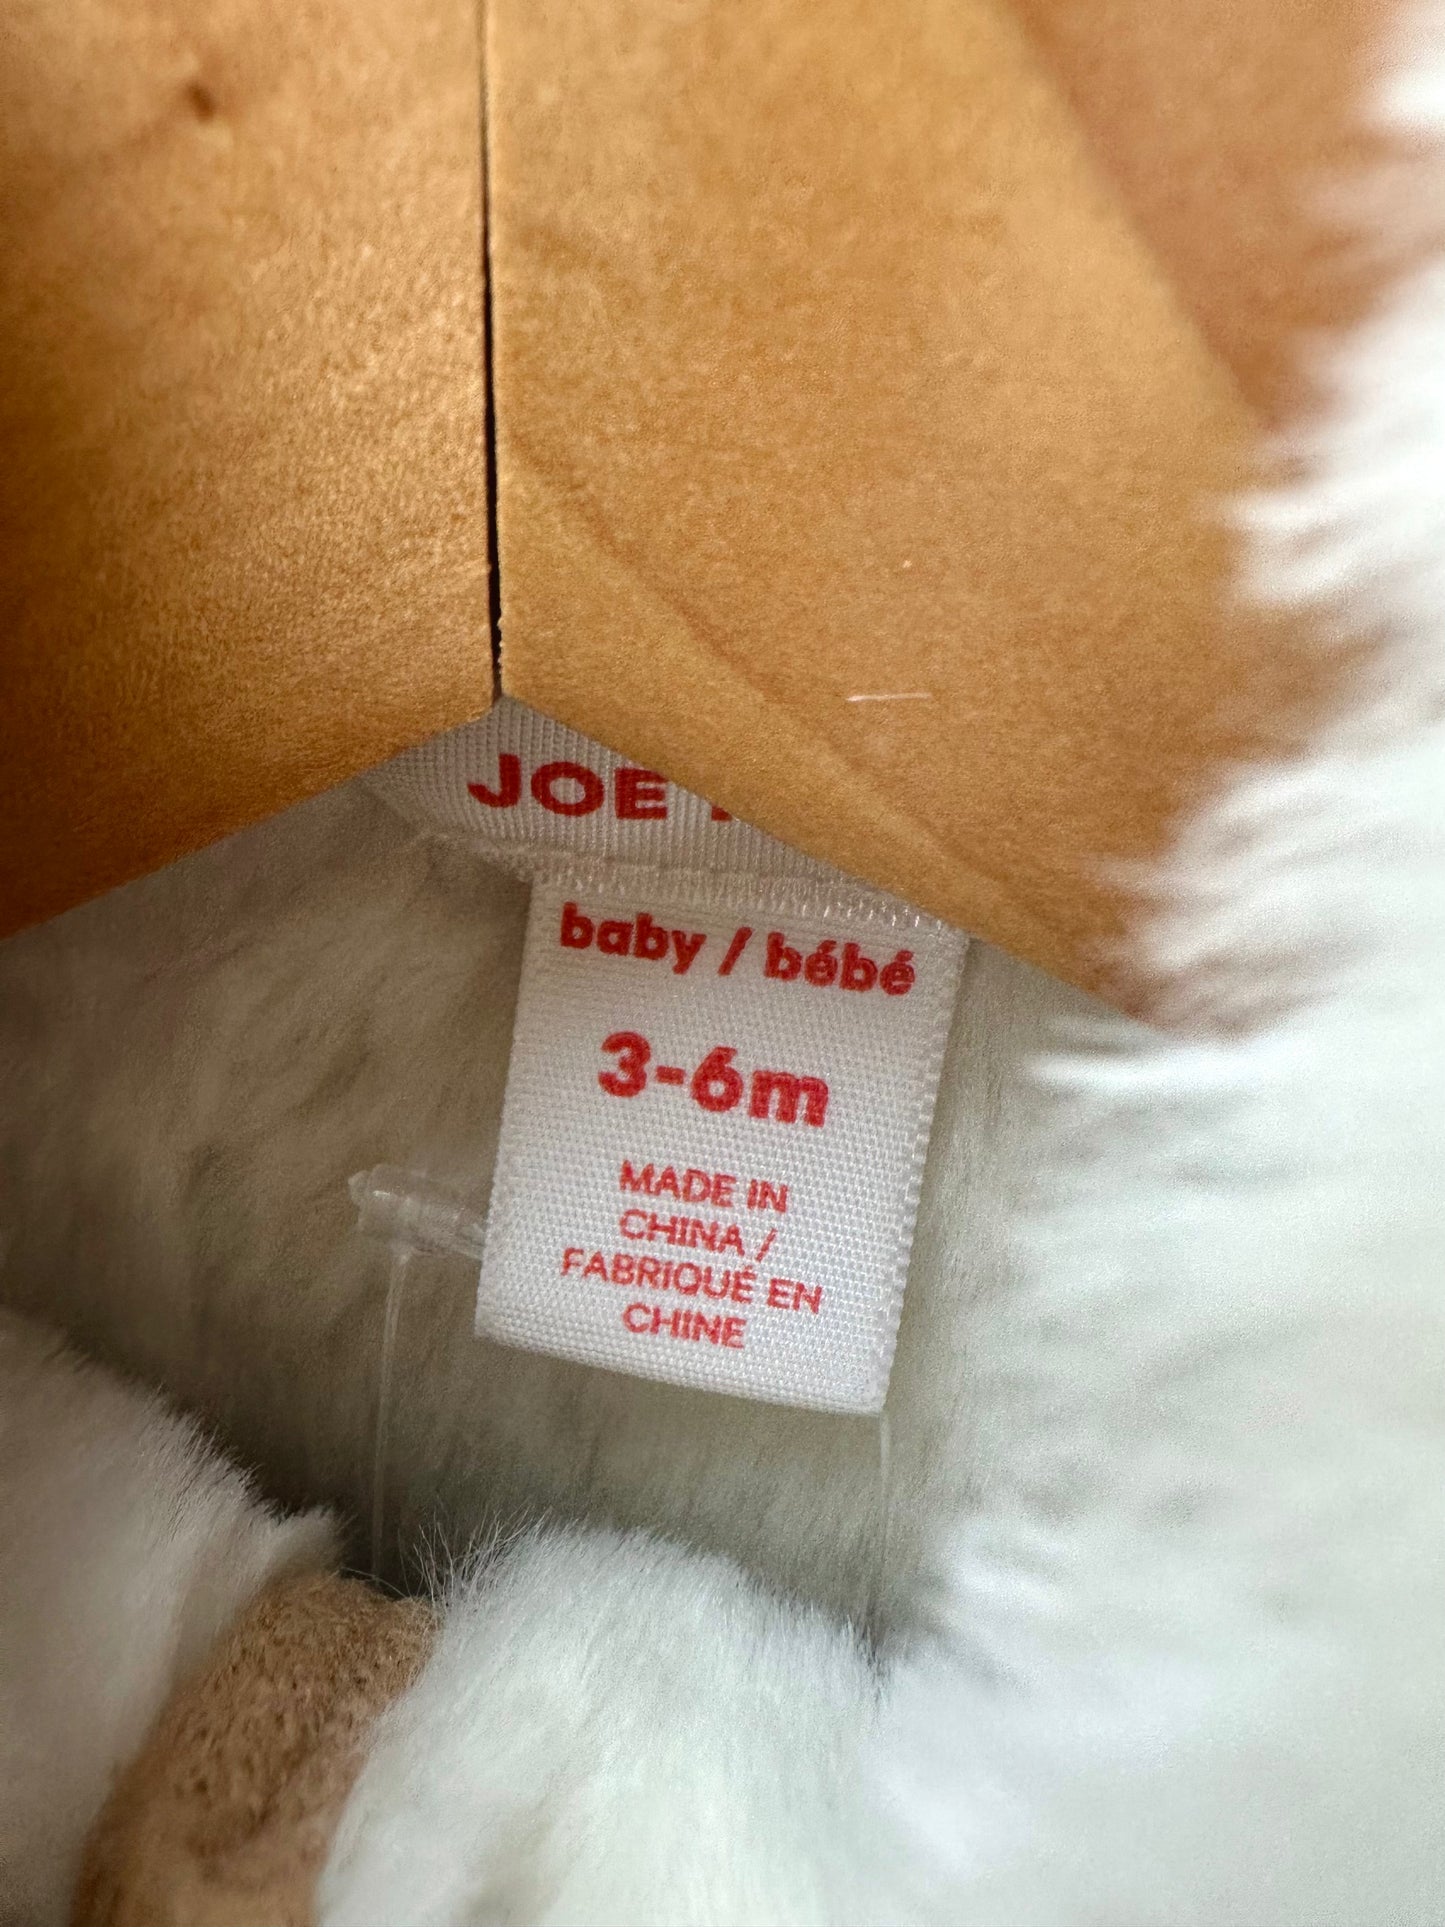 JOE
baby / bébé
3-6m
MADE IN
CHINA /
FABRIQUÉ EN
CHINE